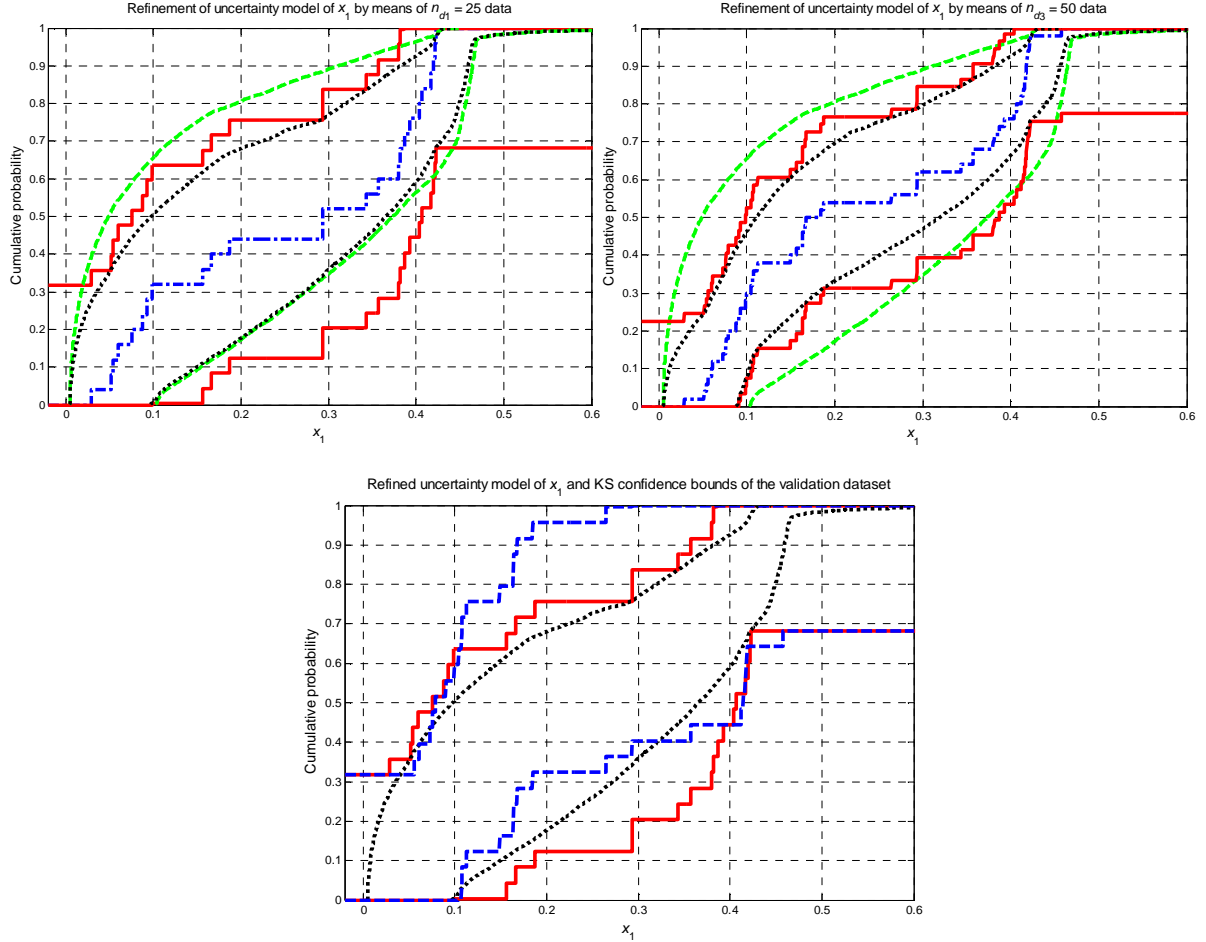 Refinement of uncertainty model of x1 by means of nd1 = 25 data
Cumulative probability
1
0.9
0.8
0.7
0.6
0.5
0.4
0.3
0.2
0.1
0
0 0.1 0.2 0.3 0.4 0.5 0.6
x1
Refinement of uncertainty model of x1 by means of nd3 = 50 data
Cumulative probability
1
0.9
0.8
0.7
0.6
0.5
0.4
0.3
0.2
0.1
0
0 0.1 0.2 0.3 0.4 0.5 0.6
x1
Refined uncertainty model of x1 and KS confidence bounds of the validation dataset
Cumulative probability
1
0.9
0.8
0.7
0.6
0.5
0.4
0.3
0.2
0.1
0
0 0.1 0.2 0.3 0.4 0.5 0.6
x1